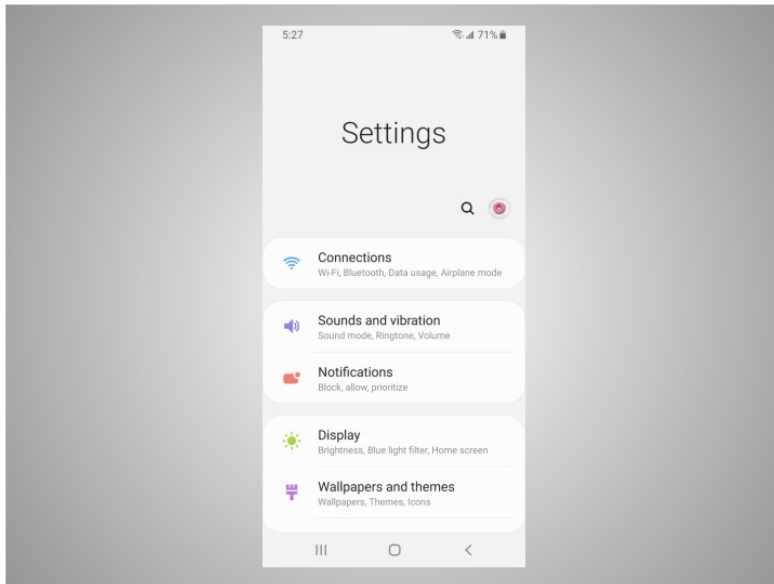 5:27 71%
Settings
Connections
Wi-Fi, Bluetooth, Data usage, Airplane mode
Sounds and vibration
Sound mode, Ringtone, Volume
Notifications
Block, allow, prioritize
Display
Brightness, Blue light filter, Home screen
Wallpapers and themes
Wallpapers, Themes, Icons